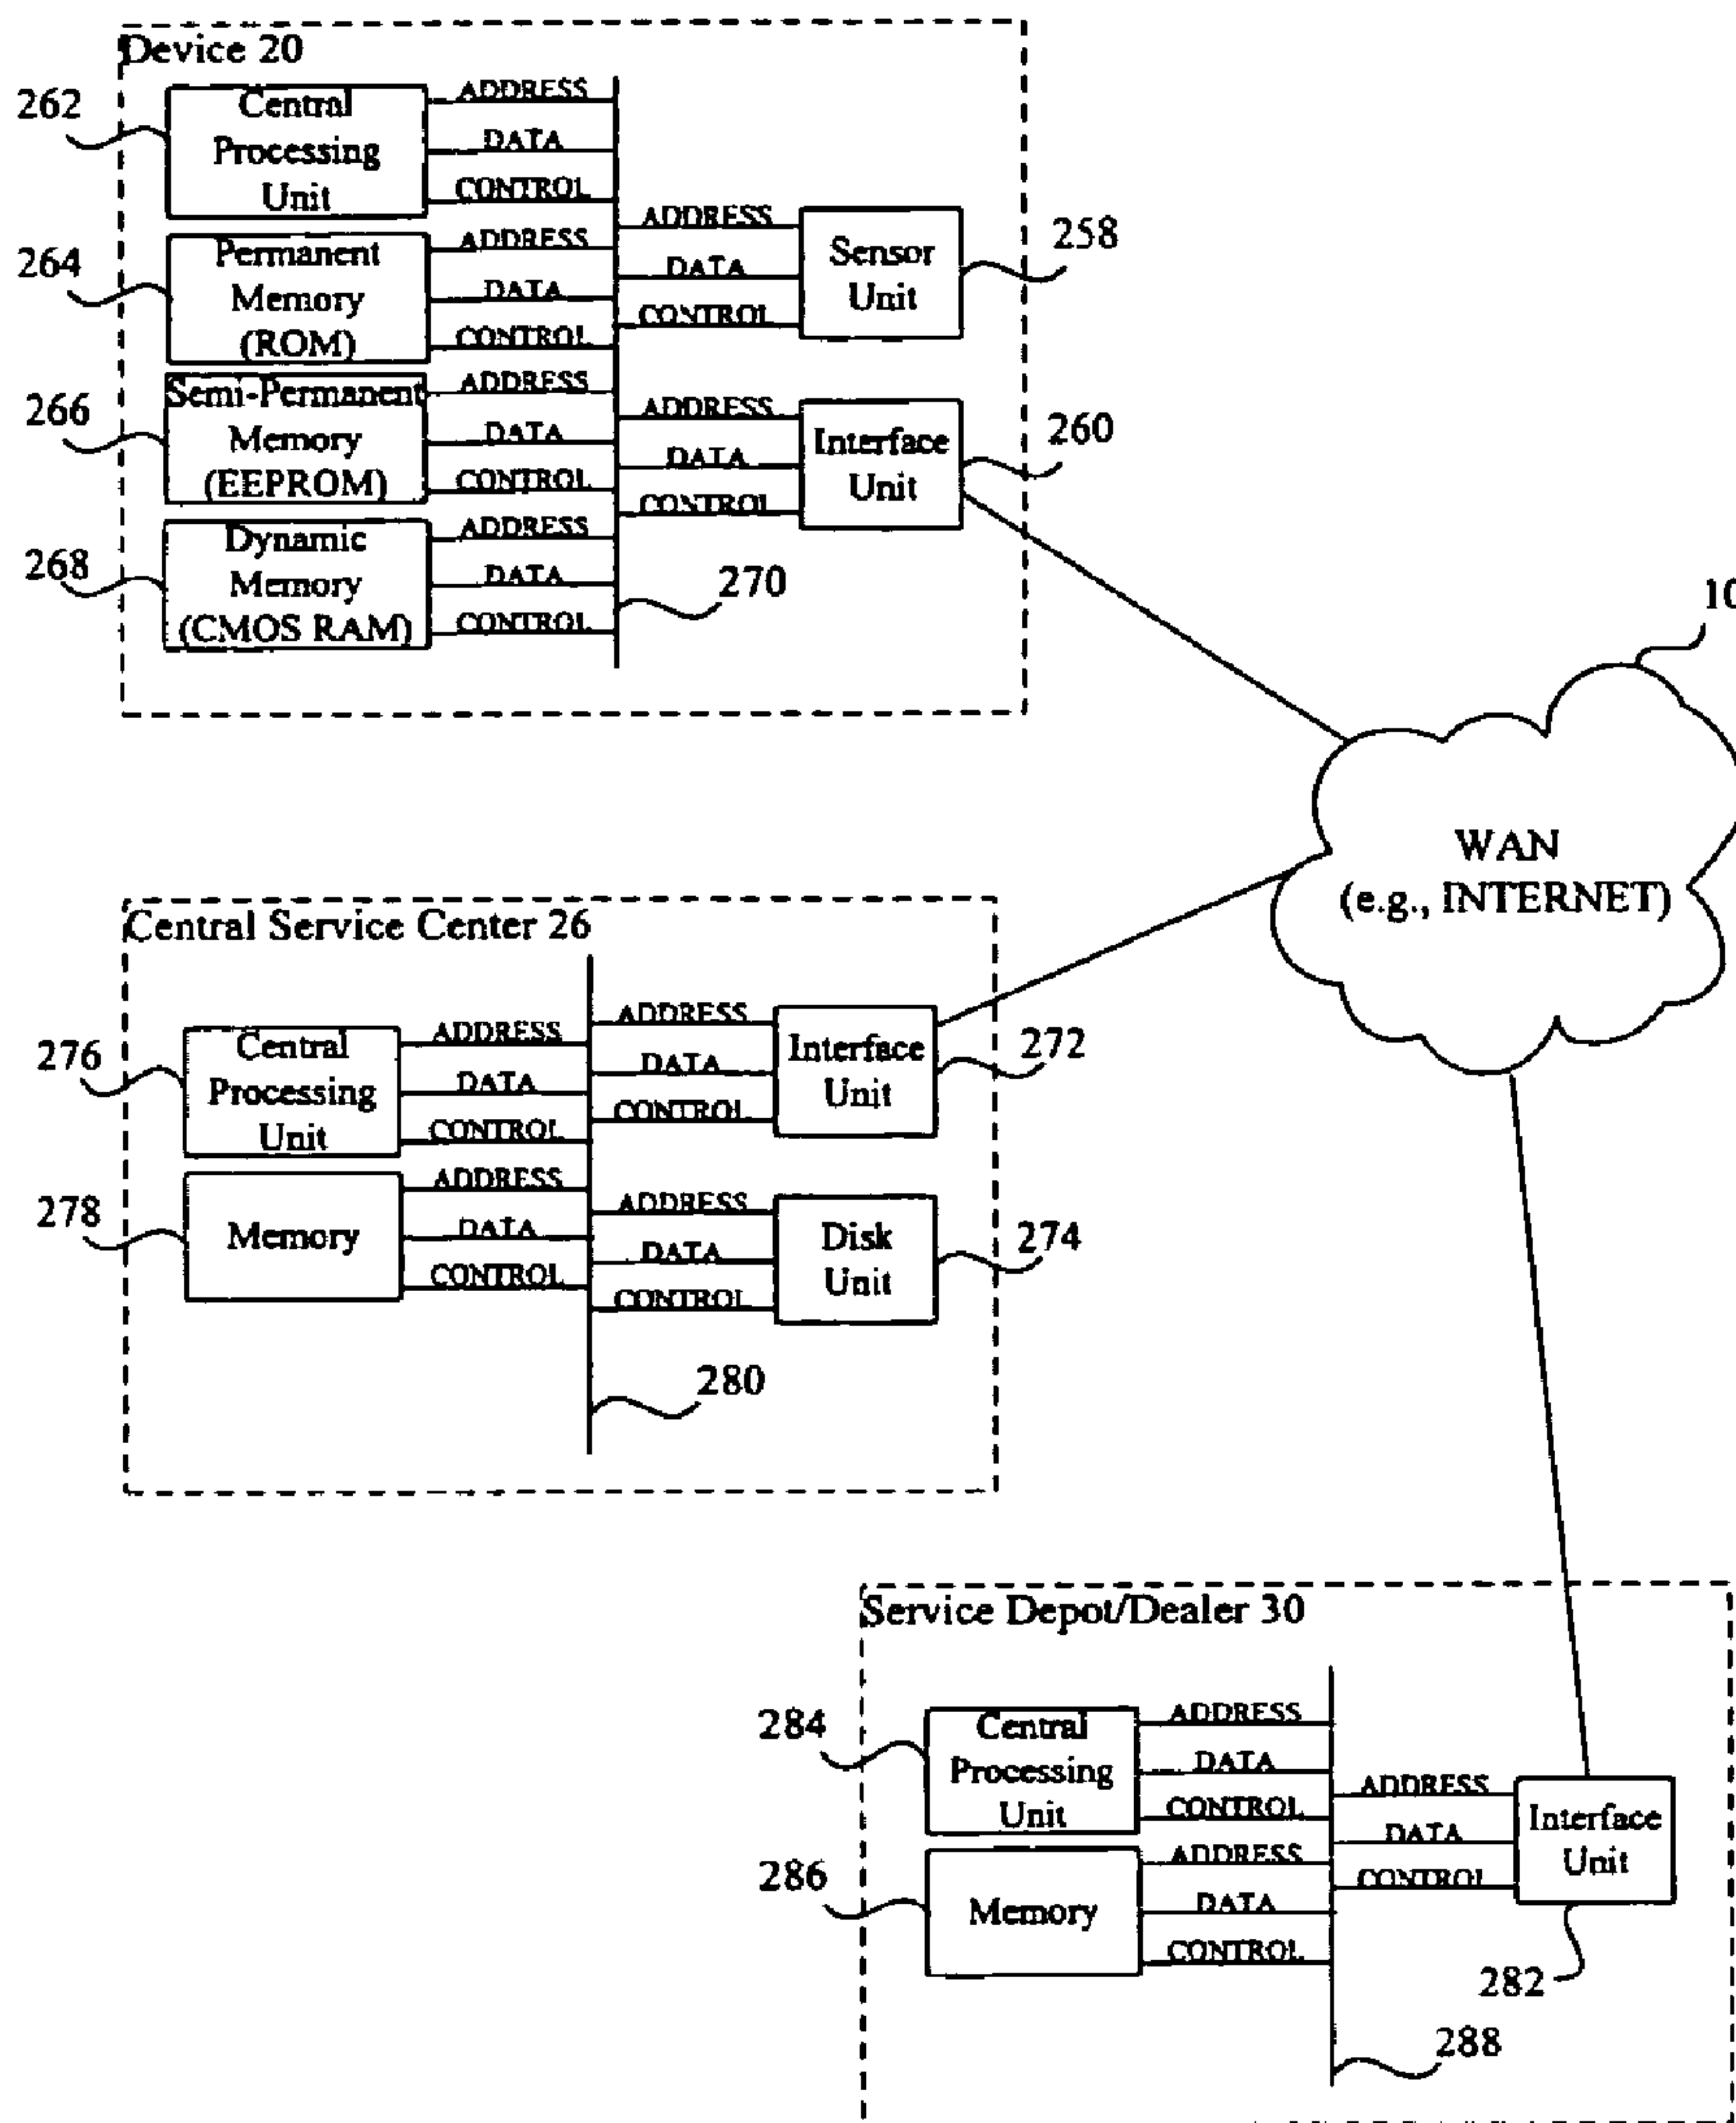 Device 20
262
Central
Processing
Unit
ADDRESS
DATA
CONTROL
264
Permanent
Memory
(ROM)
ADDRESS
DATA
CONTROL
266
Semi-Permanent
Memory
(EEPROM)
ADDRESS
DATA
CONTROL
268
Dynamic
Memory
(CMOS RAM)
ADDRESS
DATA
CONTROL
ADDRESS
DATA
CONTROL
Sensor
Unit
258
ADDRESS
DATA
CONTROL
Interface
Unit
260
270
10
WAN
(e.g., INTERNET)
Central Service Center 26
276
Central
Processing
Unit
ADDRESS
DATA
CONTROL
278
Memory
ADDRESS
DATA
CONTROL
ADDRESS
DATA
CONTROL
Interface
Unit
272
ADDRESS
DATA
CONTROL
Disk
Unit
274
280
Service Depot/Dealer 30
284
Central
Processing
Unit
ADDRESS
DATA
CONTROL
286
Memory
ADDRESS
DATA
CONTROL
ADDRESS
DATA
CONTROL
Interface
Unit
282
288